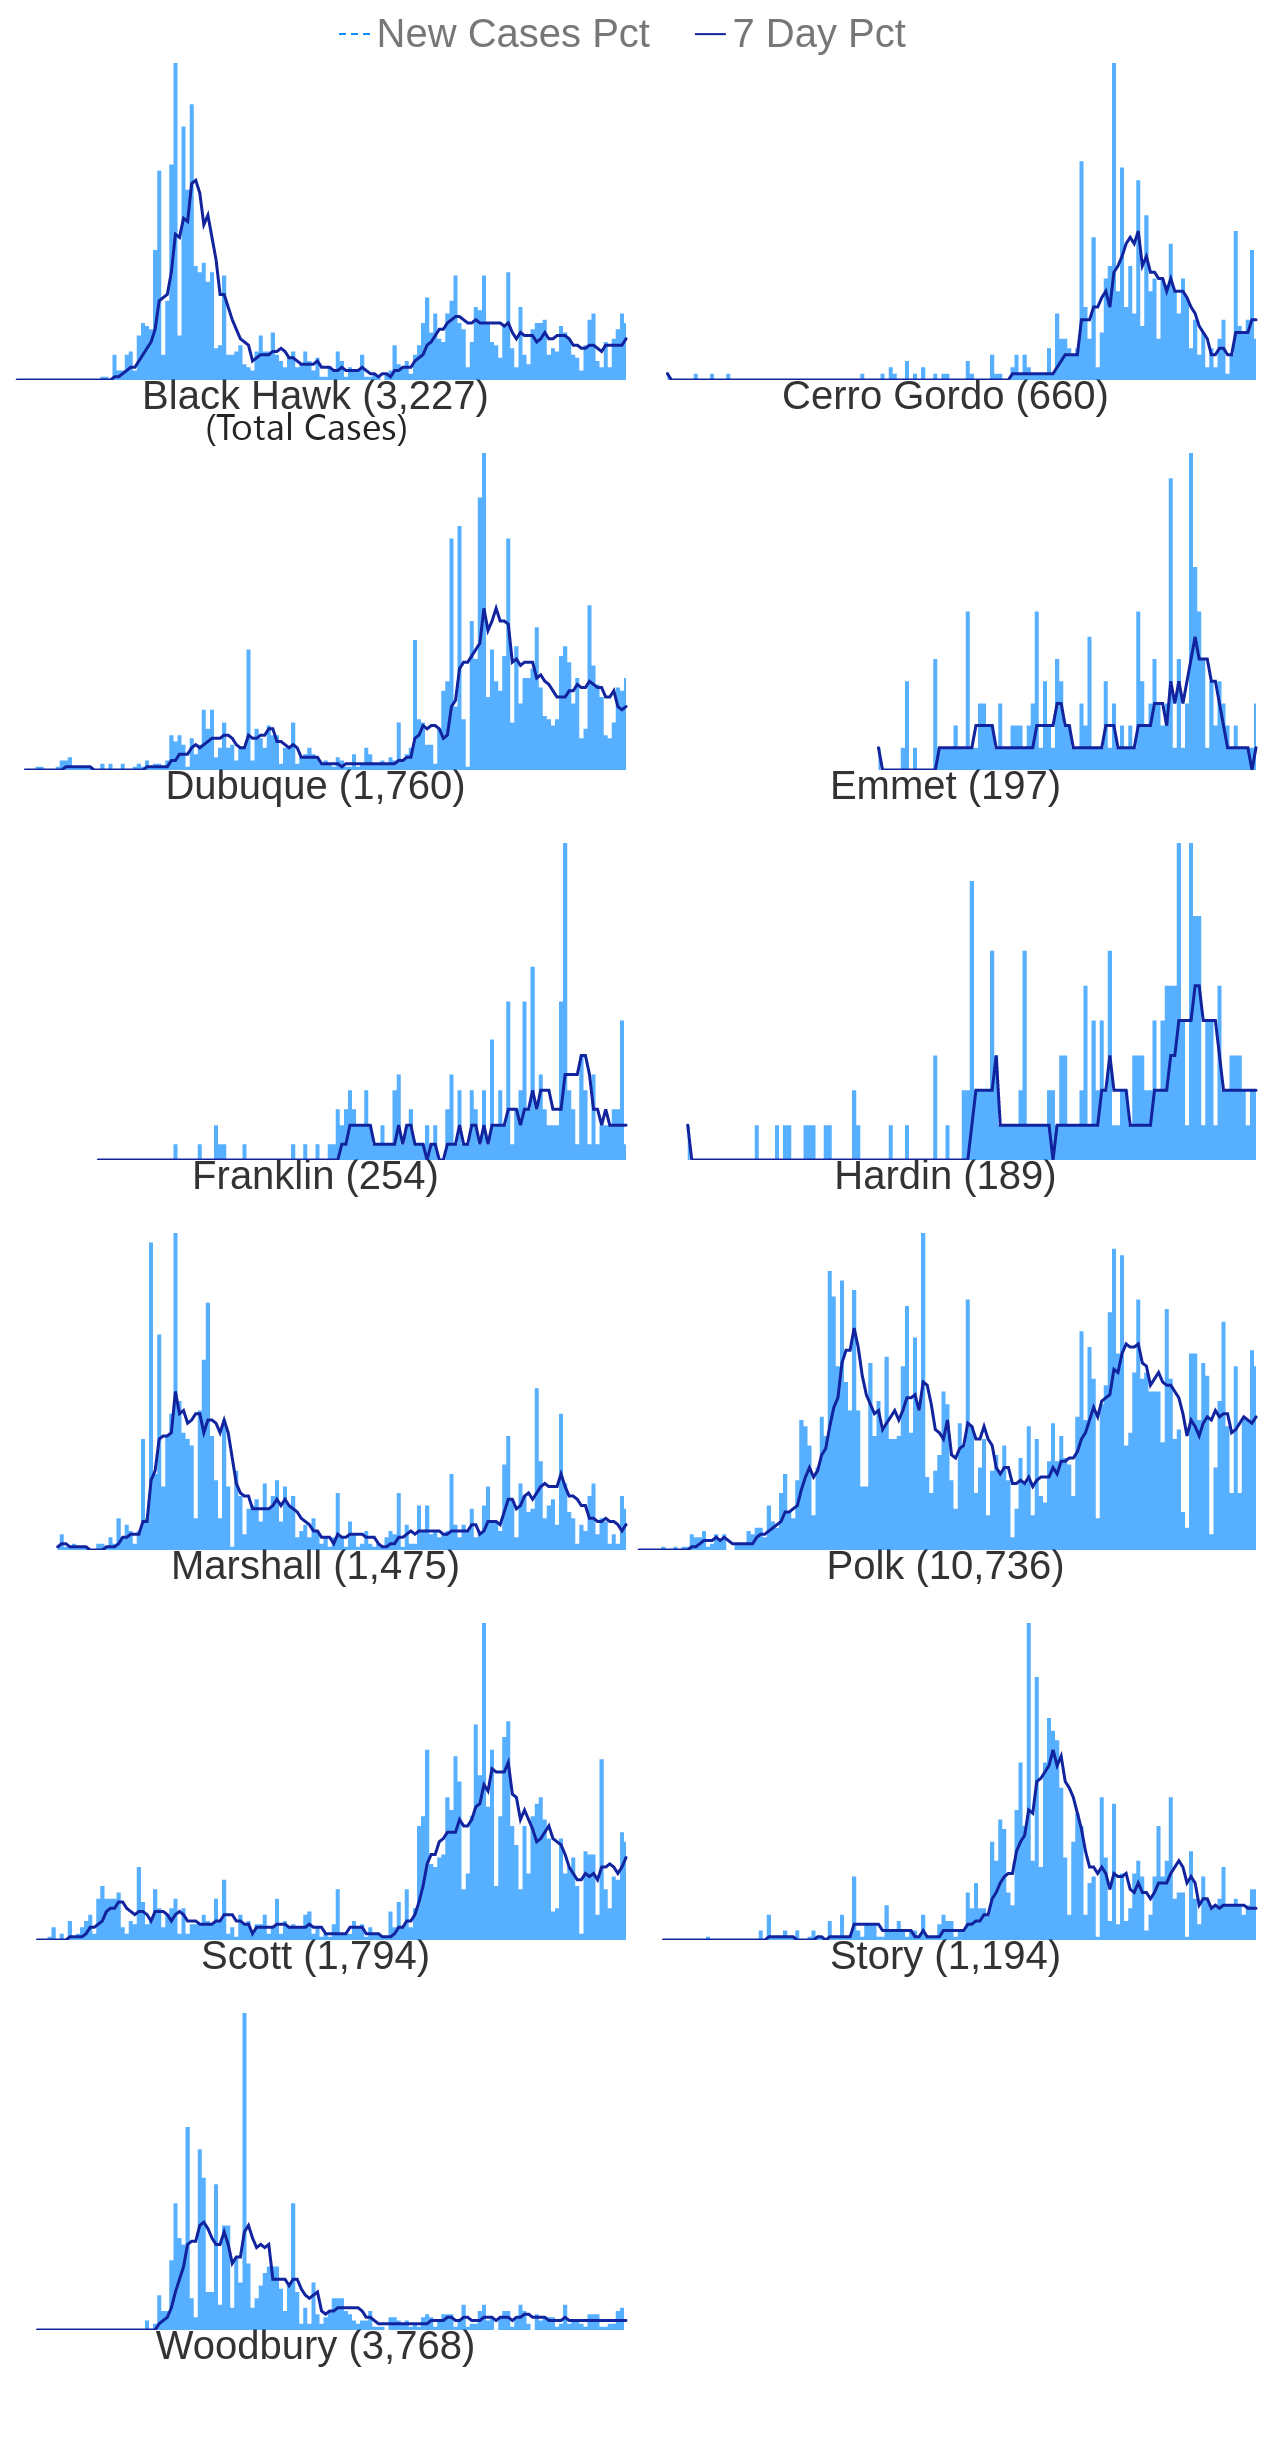 New Cases Pct 7 Day Pct
Black Hawk (3,227) Cerro Gordo (660)
(Total Cases)
Dubuque (1,760) Emmet (197)
Franklin (254) Hardin (189)
Marshall (1,475) Polk (10,736)
Scott (1,794) Story (1,194)
Woodbury (3,768)